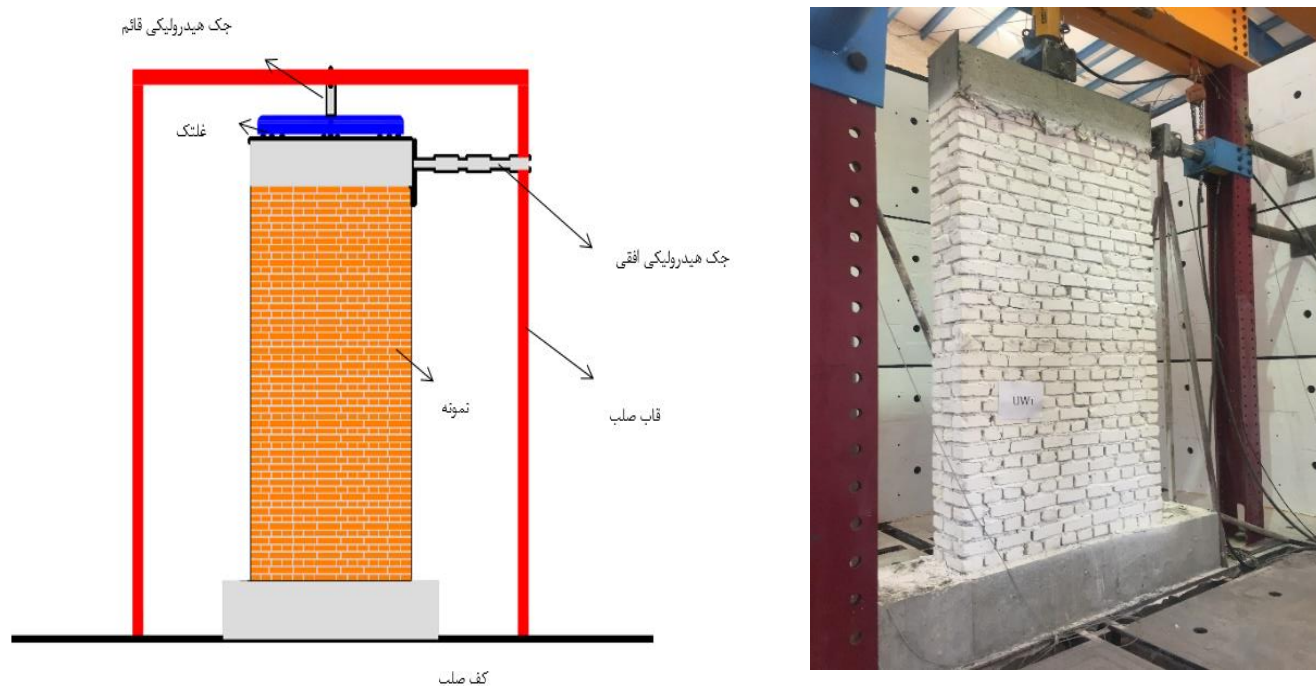 جک هیدرولیکی قائم
غلتک
جک هیدرولیکی افقی
نمونه
قاب صلب
کف صلب
UW1